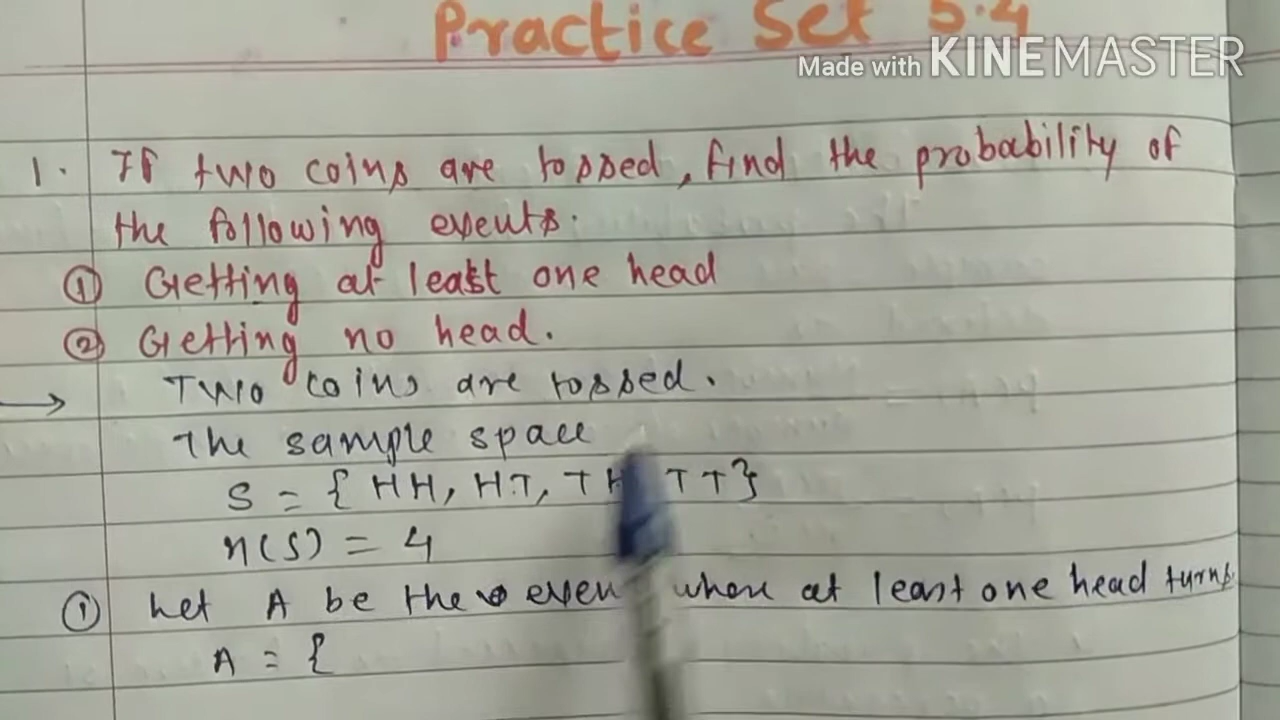 Practice Set 5.4
Made with KINEMASTER
1. If two coins are tossed, find the probability of
the following events.
① Getting at least one head
② Getting no head.
→ Two coins are tossed.
The sample space
S = { HH, HT, TH, TT}
n(S) = 4
① Let A be the event where at least one head turns
A = {